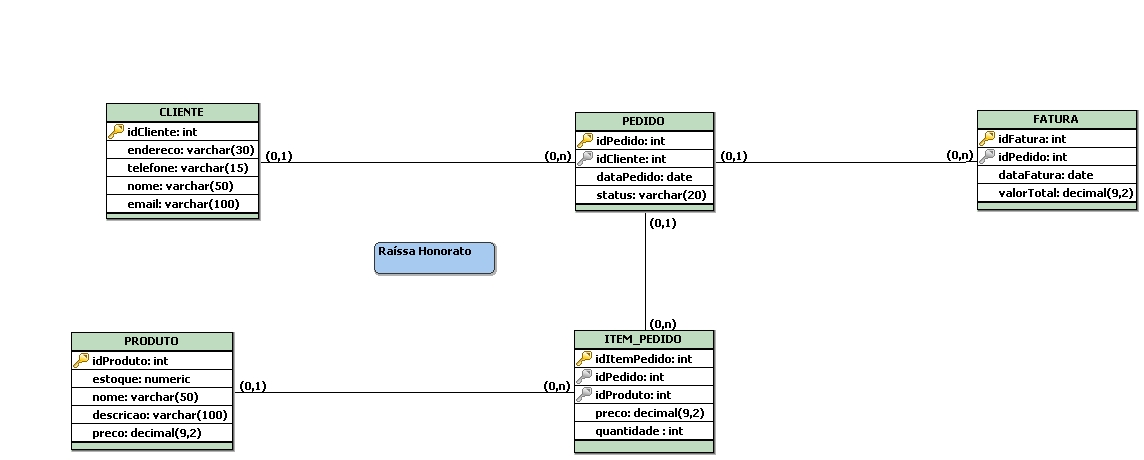 CLIENTE
idCliente: int
endereco: varchar(30)
telefone: varchar(15)
nome: varchar(50)
email: varchar(100)
(0,1)
(0,n)
PEDIDO
idPedido: int
idCliente: int
dataPedido: date
status: varchar(20)
(0,1)
(0,n)
FATURA
idFatura: int
idPedido: int
dataFatura: date
valorTotal: decimal(9,2)
(0,1)
Raíssa Honorato
(0,n)
PRODUTO
idProduto: int
estoque: numeric
nome: varchar(50)
descricao: varchar(100)
preco: decimal(9,2)
(0,1)
(0,n)
ITEM_PEDIDO
idItemPedido: int
idPedido: int
idProduto: int
preco: decimal(9,2)
quantidade : int